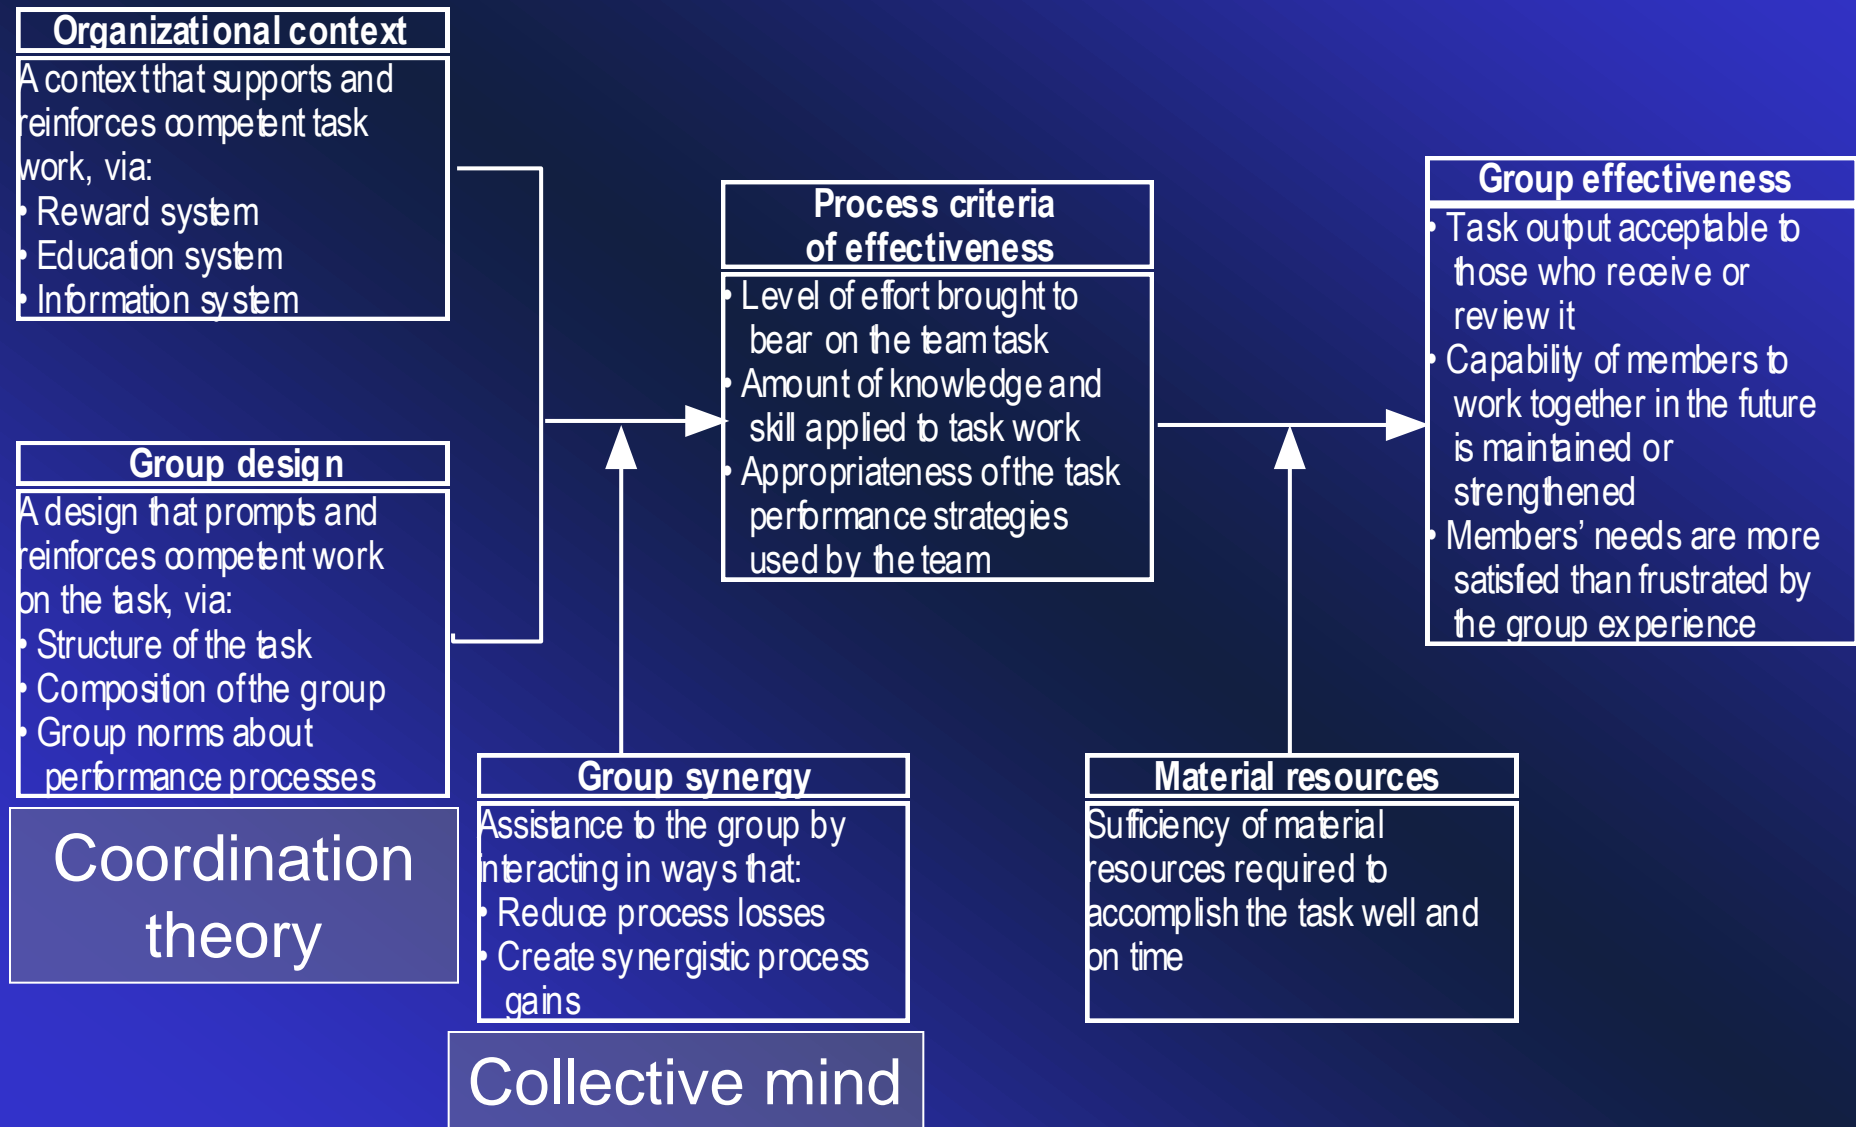 Organizational context
A context that supports and
reinforces competent task
work, via:
• Reward system
• Education system
• Information system
Group design
A design that prompts and
reinforces competent work
on the task, via:
• Structure of the task
• Composition of the group
• Group norms about
performance processes
Coordination
theory
Process criteria
of effectiveness
• Level of effort brought to
bear on the team task
• Amount of knowledge and
skill applied to task work
• Appropriateness of the task
performance strategies
used by the team
Group synergy
Assistance to the group by
interacting in ways that:
• Reduce process losses
• Create synergistic process
gains
Collective mind
Material resources
Sufficiency of material
resources required to
accomplish the task well and
on time
Group effectiveness
• Task output acceptable to
those who receive or
review it
• Capability of members to
work together in the future
is maintained or
strengthened
• Members’ needs are more
satisfied than frustrated by
the group experience